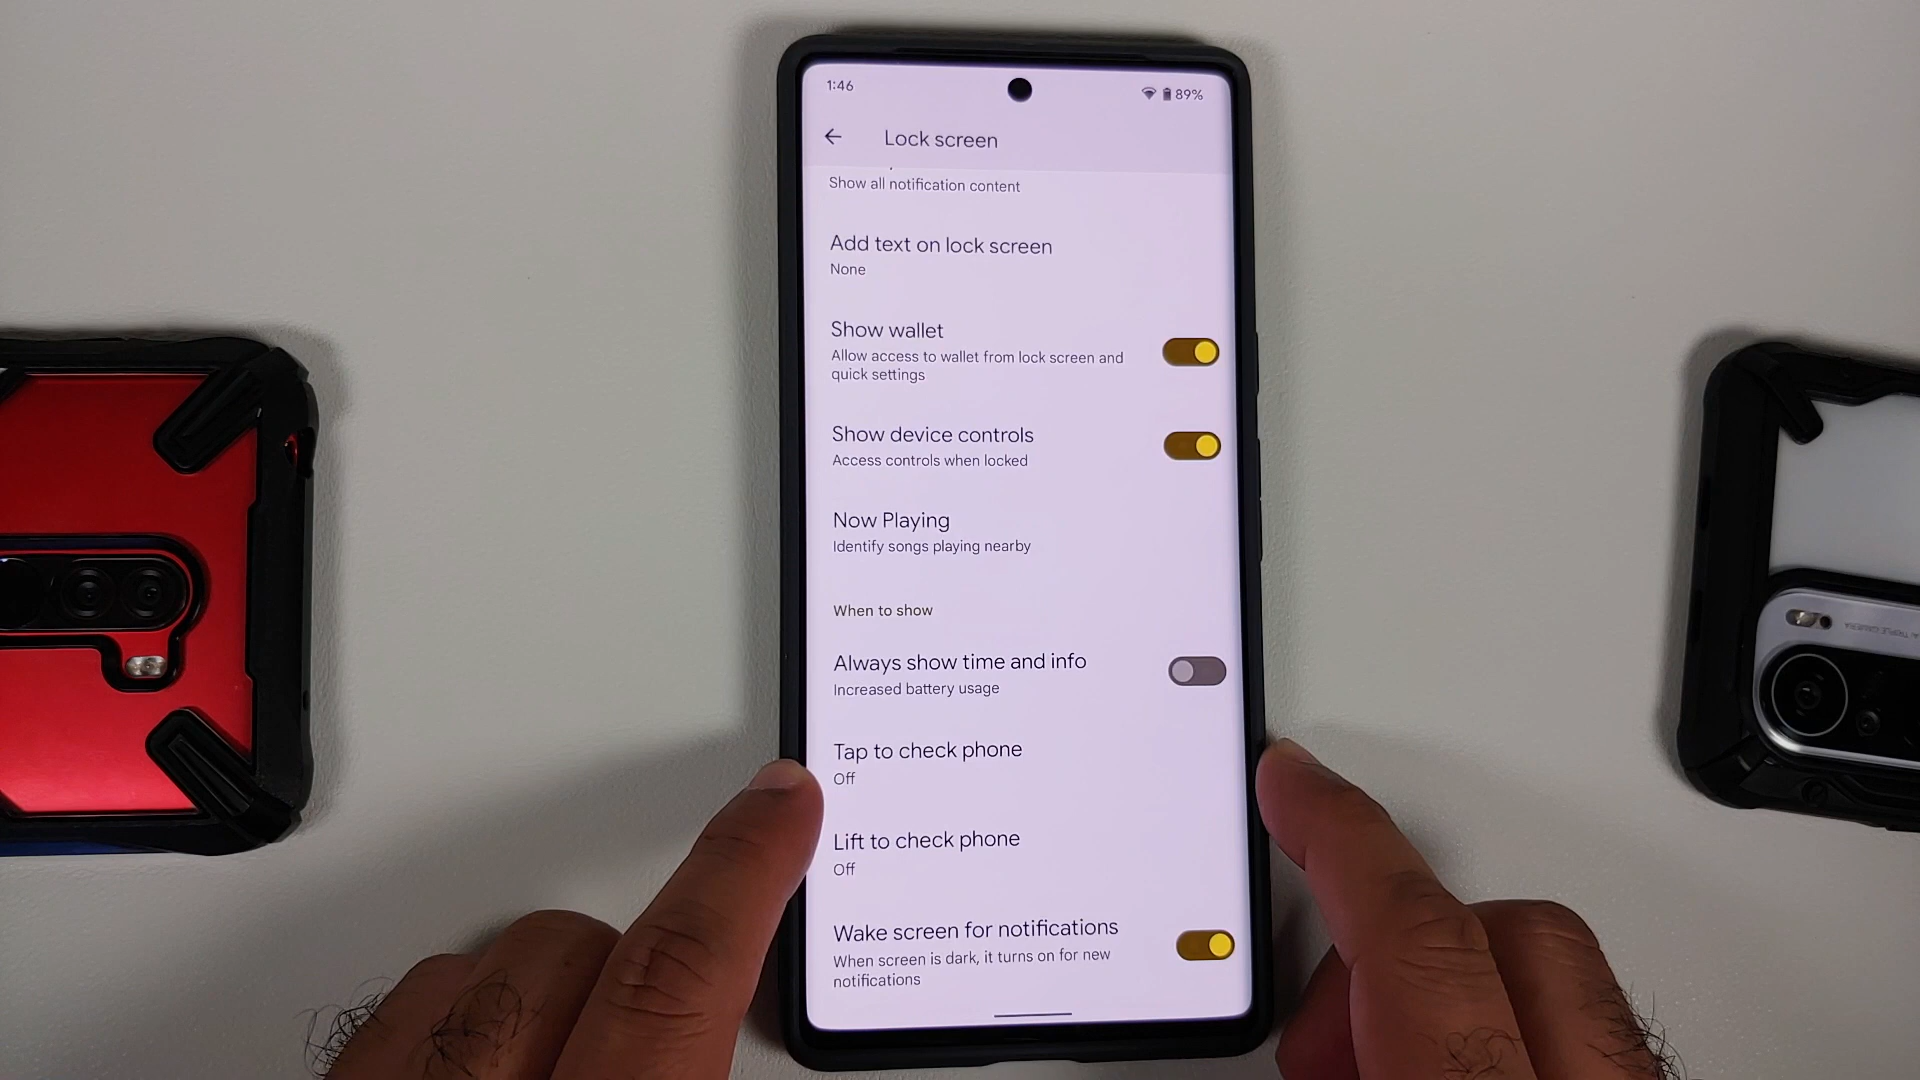 1:46
89%
Lock screen
Show all notification content
Add text on lock screen
None
Show wallet
Allow access to wallet from lock screen and
quick settings
Show device controls
Access controls when locked
Now Playing
Identify songs playing nearby
When to show
Always show time and info
Increased battery usage
Tap to check phone
Off
Lift to check phone
Off
Wake screen for notifications
When screen is dark, it turns on for new
notifications